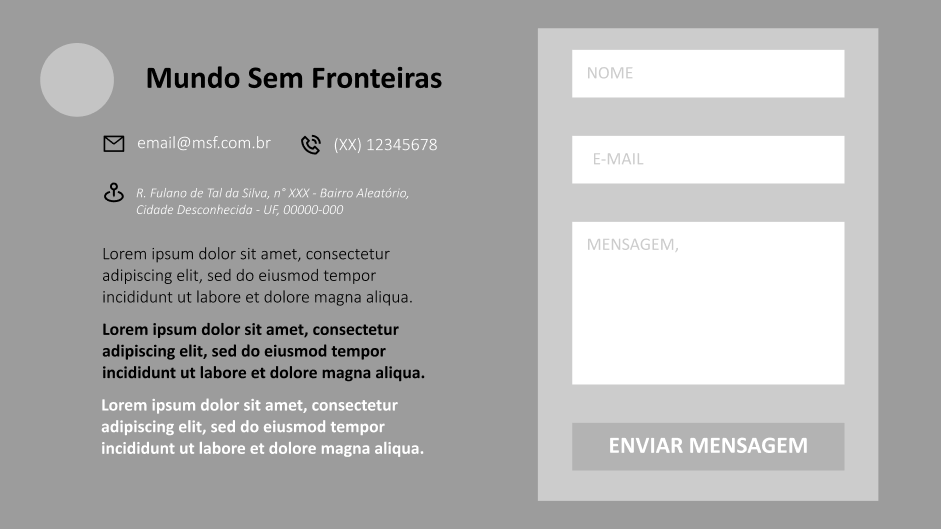 Mundo Sem Fronteiras
email@msf.com.br
(XX) 12345678
R. Fulano de Tal da Silva, n° XXX - Bairro Aleatório,
Cidade Desconhecida - UF, 00000-000
Lorem ipsum dolor sit amet, consectetur
adipiscing elit, sed do eiusmod tempor
incididunt ut labore et dolore magna aliqua.
Lorem ipsum dolor sit amet, consectetur
adipiscing elit, sed do eiusmod tempor
incididunt ut labore et dolore magna aliqua.
Lorem ipsum dolor sit amet, consectetur
adipiscing elit, sed do eiusmod tempor
incididunt ut labore et dolore magna aliqua.
NOME
E-MAIL
MENSAGEM,
ENVIAR MENSAGEM